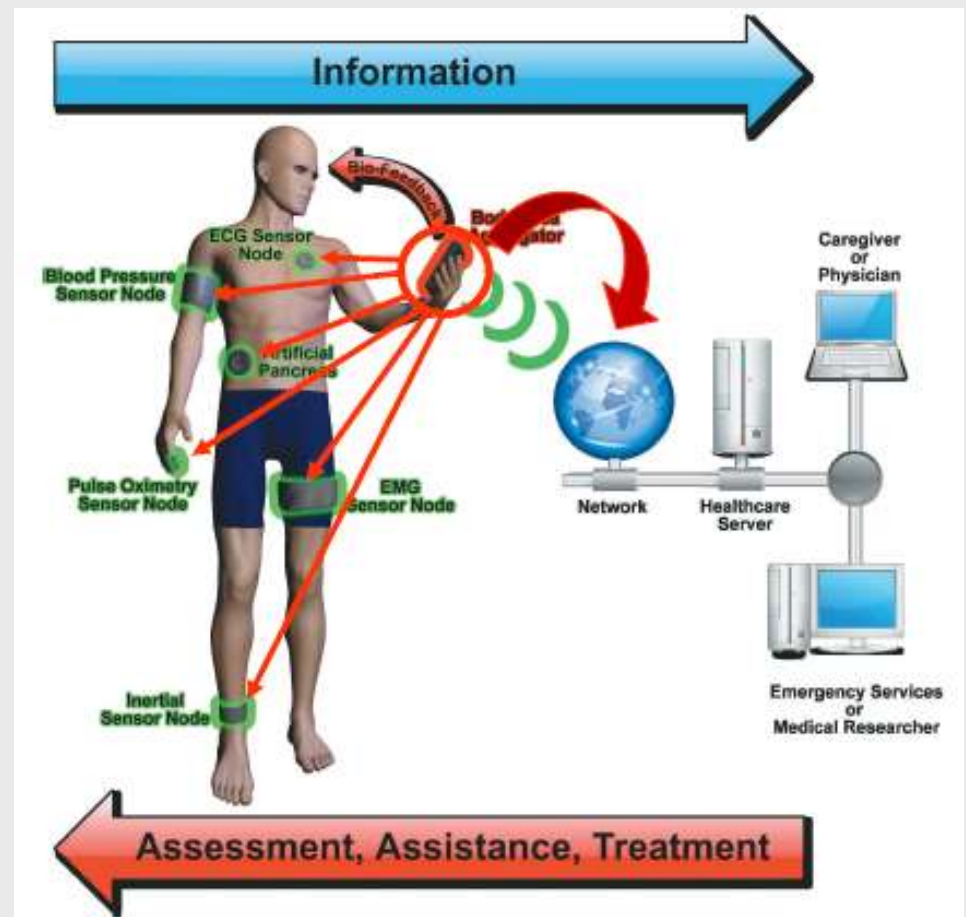 Information
Bio-Feedback
ECG Sensor
Node
Blood Pressure
Sensor Node
Artificial
Pancreas
Pulse Oximetry
Sensor Node
EMG
Sensor Node
Inertial
Sensor Node
Caregiver
or
Physician
Network
Healthcare
Server
Emergency Services
or
Medical Researcher
Assessment, Assistance, Treatment